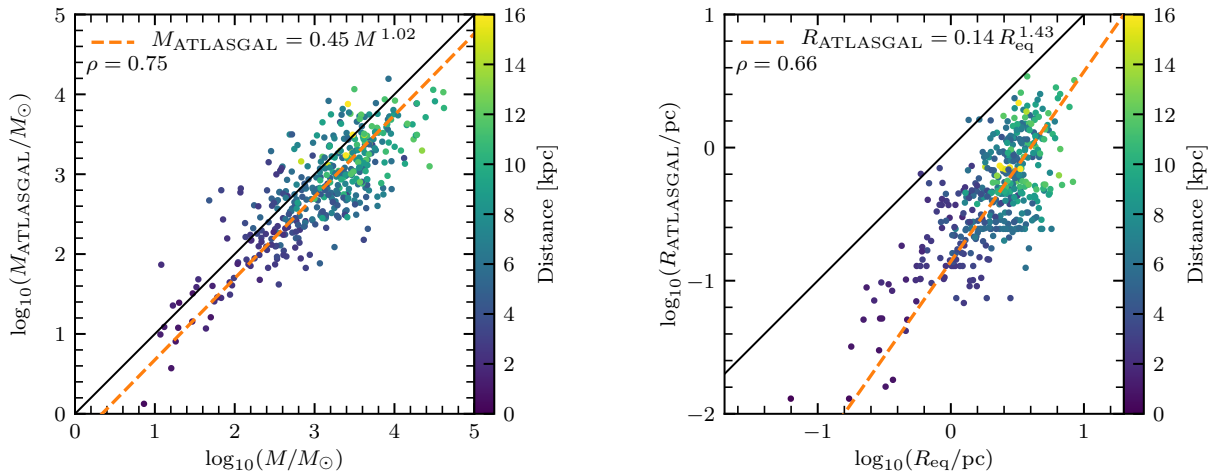 M_ATLASGAL = 0.45 M^1.02
ρ = 0.75
log10(M_ATLASGAL/M⊙)
5
4
3
2
1
0
0 1 2 3 4 5
log10(M/M⊙)
16
14
12
10
8
6
4
2
0
Distance [kpc]
R_ATLASGAL = 0.14 R_eq^1.43
ρ = 0.66
log10(R_ATLASGAL/pc)
1
0
−1
−2
−1 0 1
log10(R_eq/pc)
16
14
12
10
8
6
4
2
0
Distance [kpc]